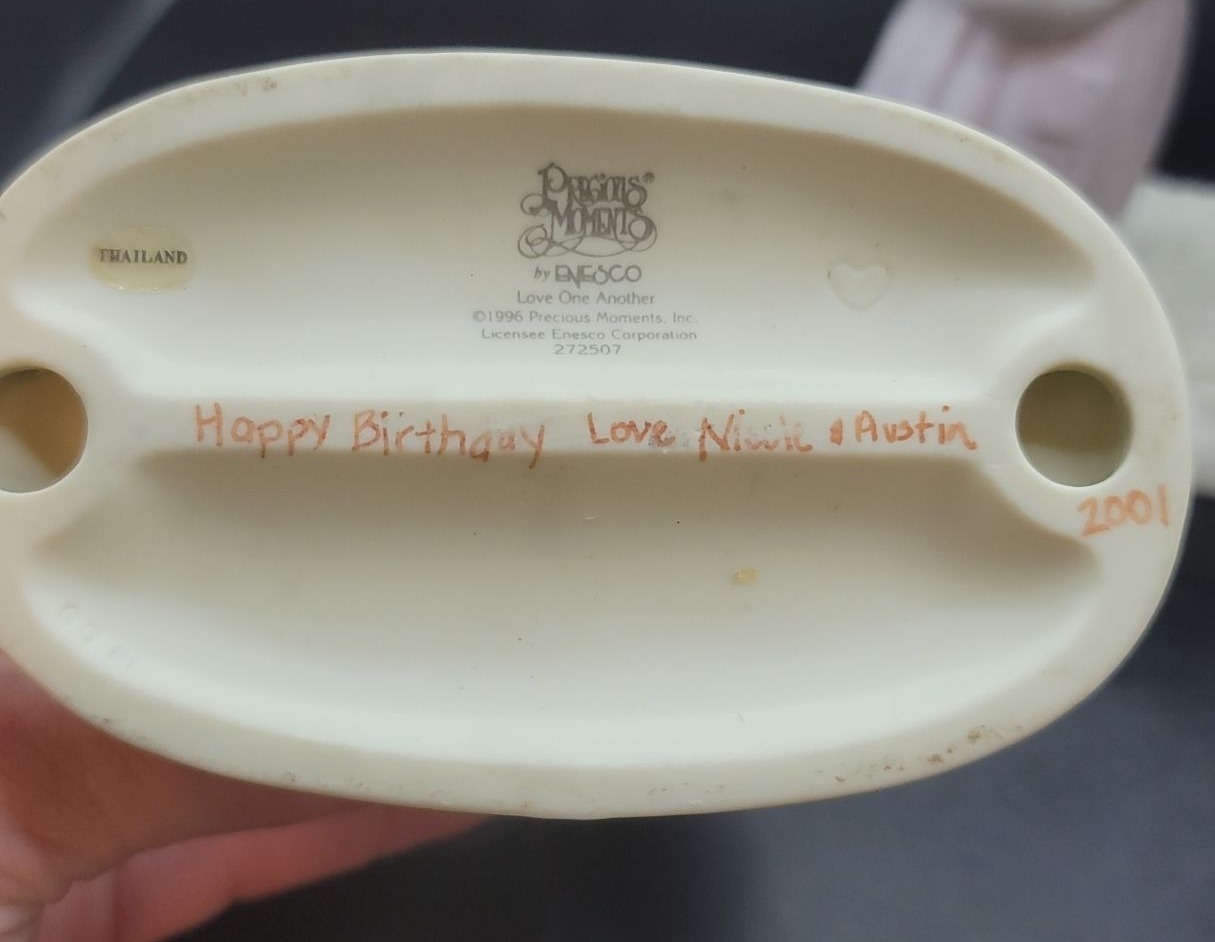 PRECIOUS®
MOMENTS
by ENESCO
Love One Another
©1996 Precious Moments, Inc.
Licensee Enesco Corporation
272507
THAILAND
Happy Birthday Love Nicole & Austin
2001